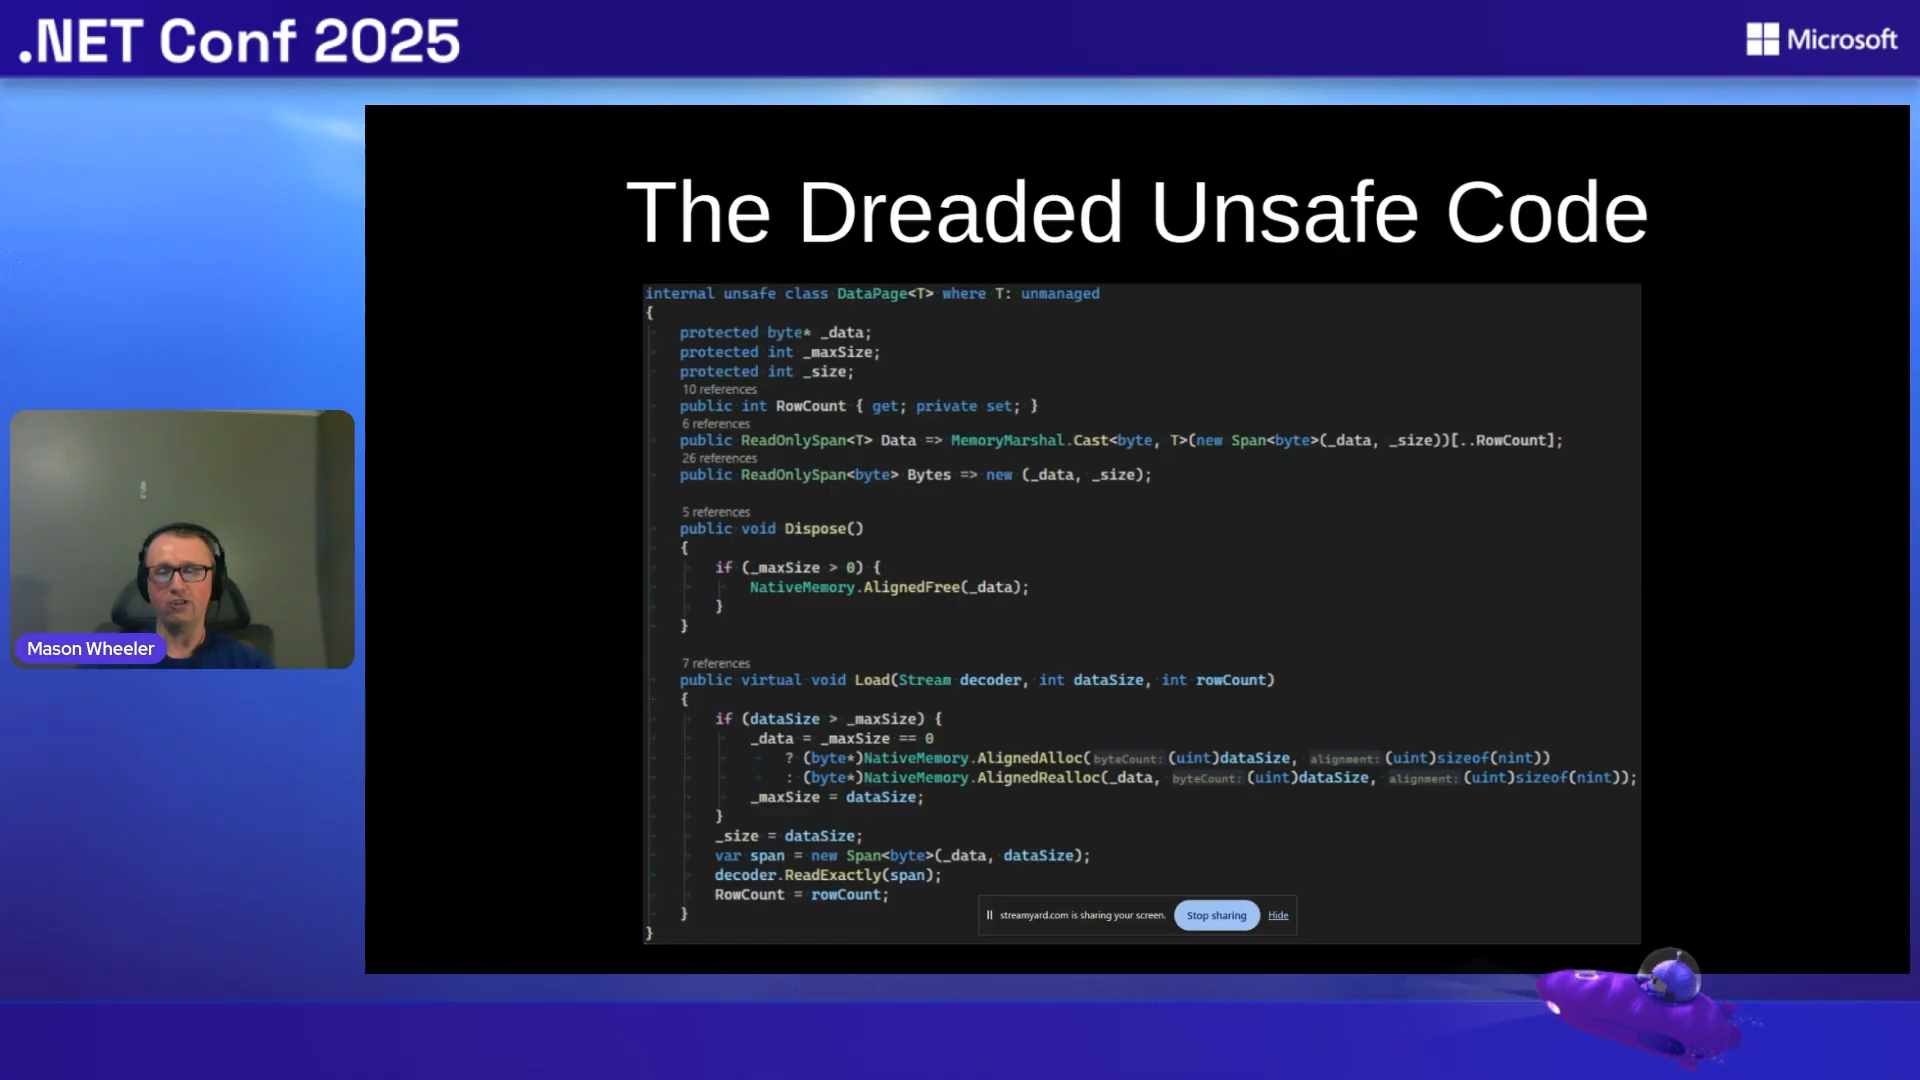 .NET Conf 2025
Microsoft
The Dreaded Unsafe Code
internal unsafe class DataPage<T> where T: unmanaged
{
protected byte* _data;
protected int _maxSize;
protected int _size;
10 references
public int RowCount { get; private set; }
6 references
public ReadOnlySpan<T> Data => MemoryMarshal.Cast<byte, T>(new Span<byte>(_data, _size))[..RowCount];
26 references
public ReadOnlySpan<byte> Bytes => new (_data, _size);
5 references
public void Dispose()
{
if (_maxSize > 0) {
NativeMemory.AlignedFree(_data);
}
}
7 references
public virtual void Load(Stream decoder, int dataSize, int rowCount)
{
if (dataSize > _maxSize) {
_data = _maxSize == 0
? (byte*)NativeMemory.AlignedAlloc(byteCount: (uint)dataSize, alignment: (uint)sizeof(nint))
: (byte*)NativeMemory.AlignedRealloc(_data, byteCount: (uint)dataSize, alignment: (uint)sizeof(nint));
_maxSize = dataSize;
}
_size = dataSize;
var span = new Span<byte>(_data, dataSize);
decoder.ReadExactly(span);
RowCount = rowCount;
}
}
streamyard.com is sharing your screen. Stop sharing Hide
Mason Wheeler